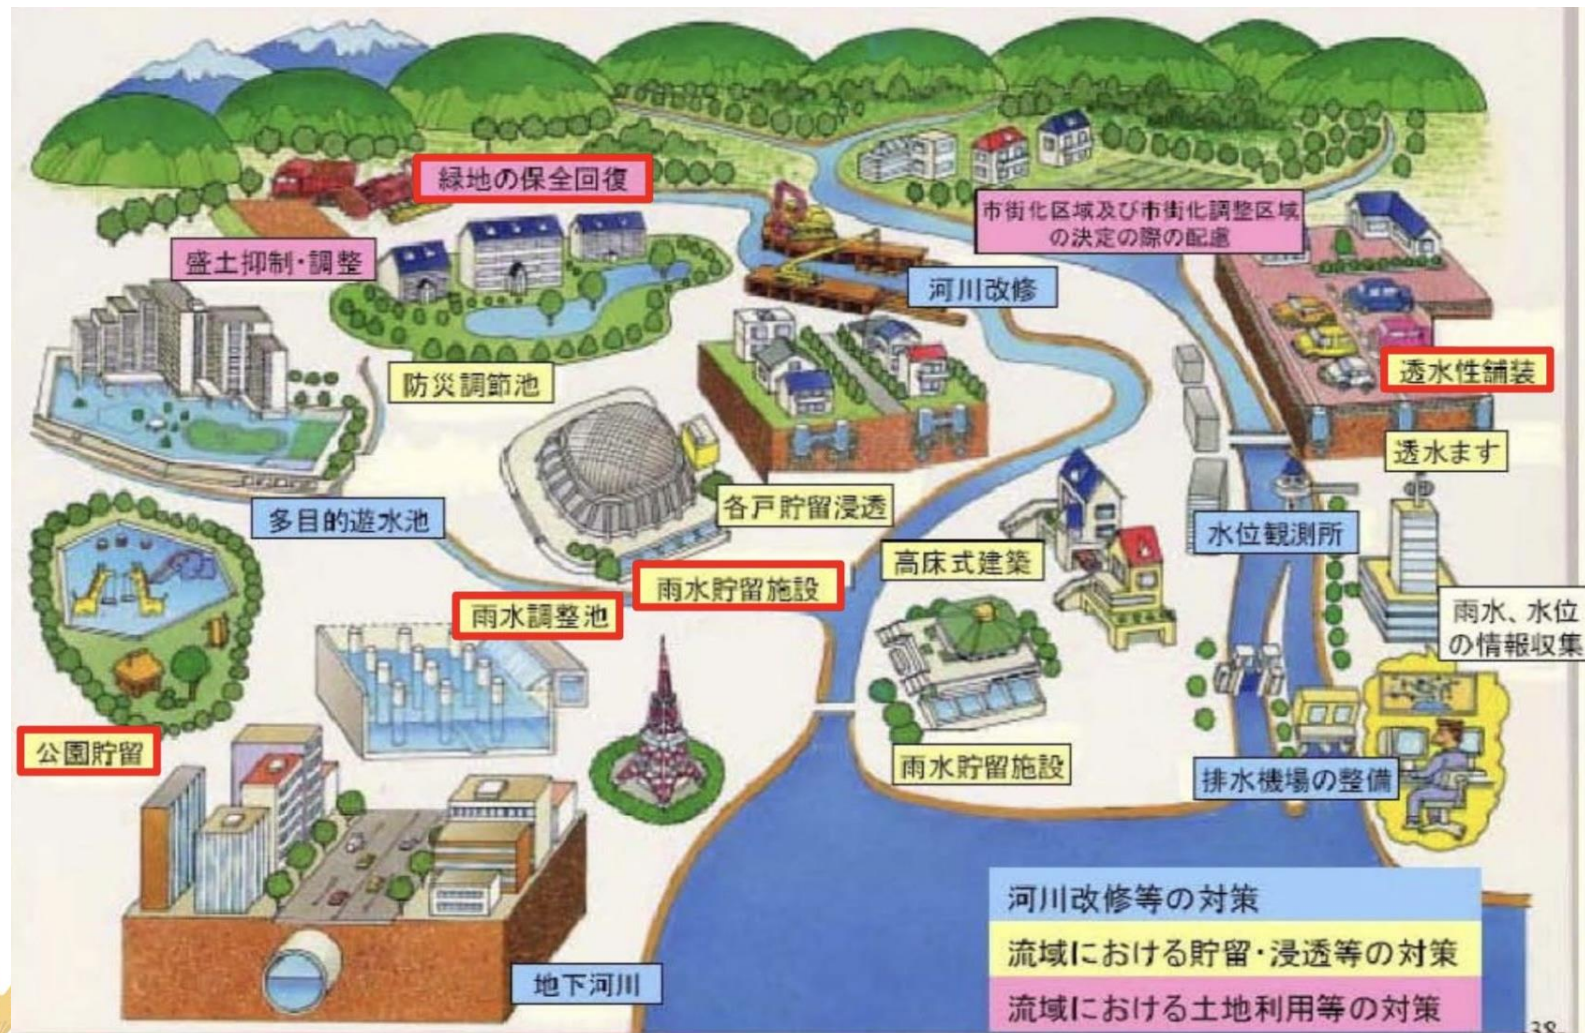 緑地の保全回復
市街化区域及び市街化調整区域
の決定の際の配慮
盛土抑制・調整
河川改修
防災調節池
透水性舗装
透水ます
各戸貯留浸透
多目的遊水池
水位観測所
高床式建築
雨水貯留施設
雨水調整池
雨水、水位
の情報収集
公園貯留
雨水貯留施設
排水機場の整備
地下河川
河川改修等の対策
流域における貯留・浸透等の対策
流域における土地利用等の対策
38